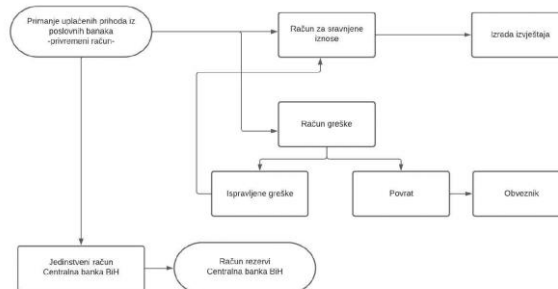 Primanje uplaćenih prihoda iz
poslovnih banaka
-privremeni račun-
Račun za sravnjene
iznose
Izrada izvještaja
Račun greške
Ispravljene greške
Povrat
Obveznik
Jedinstveni račun
Centralna banka BiH
Račun rezervi
Centralna banka BiH